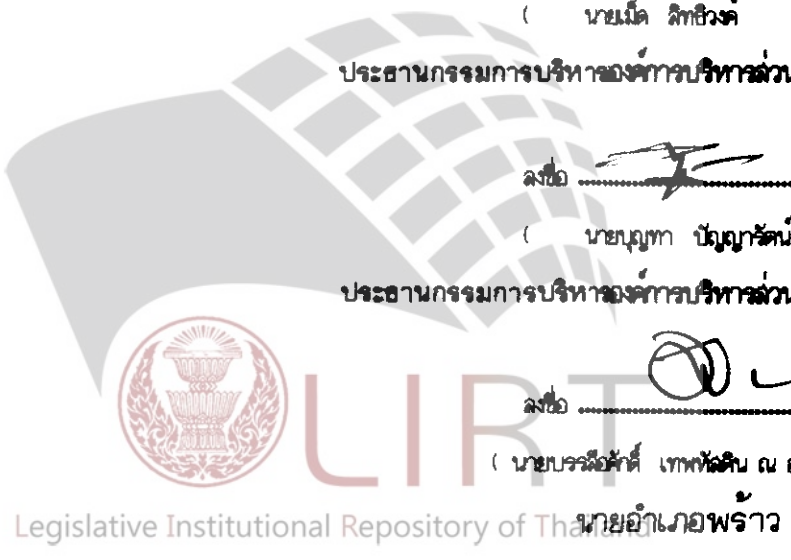 ( นายเม็ด สิทธิวงค์
ประธานกรรมการบริหารองค์การบริหารส่วน
ลงชื่อ
( นายบุญทา ปัญญารัตน์
ประธานกรรมการบริหารองค์การบริหารส่วน
ลงชื่อ
( นายบรรลือศักดิ์ เทพหัสดิน ณ
นายอำเภอพร้าว
LIRT
Legislative Institutional Repository of Thailand